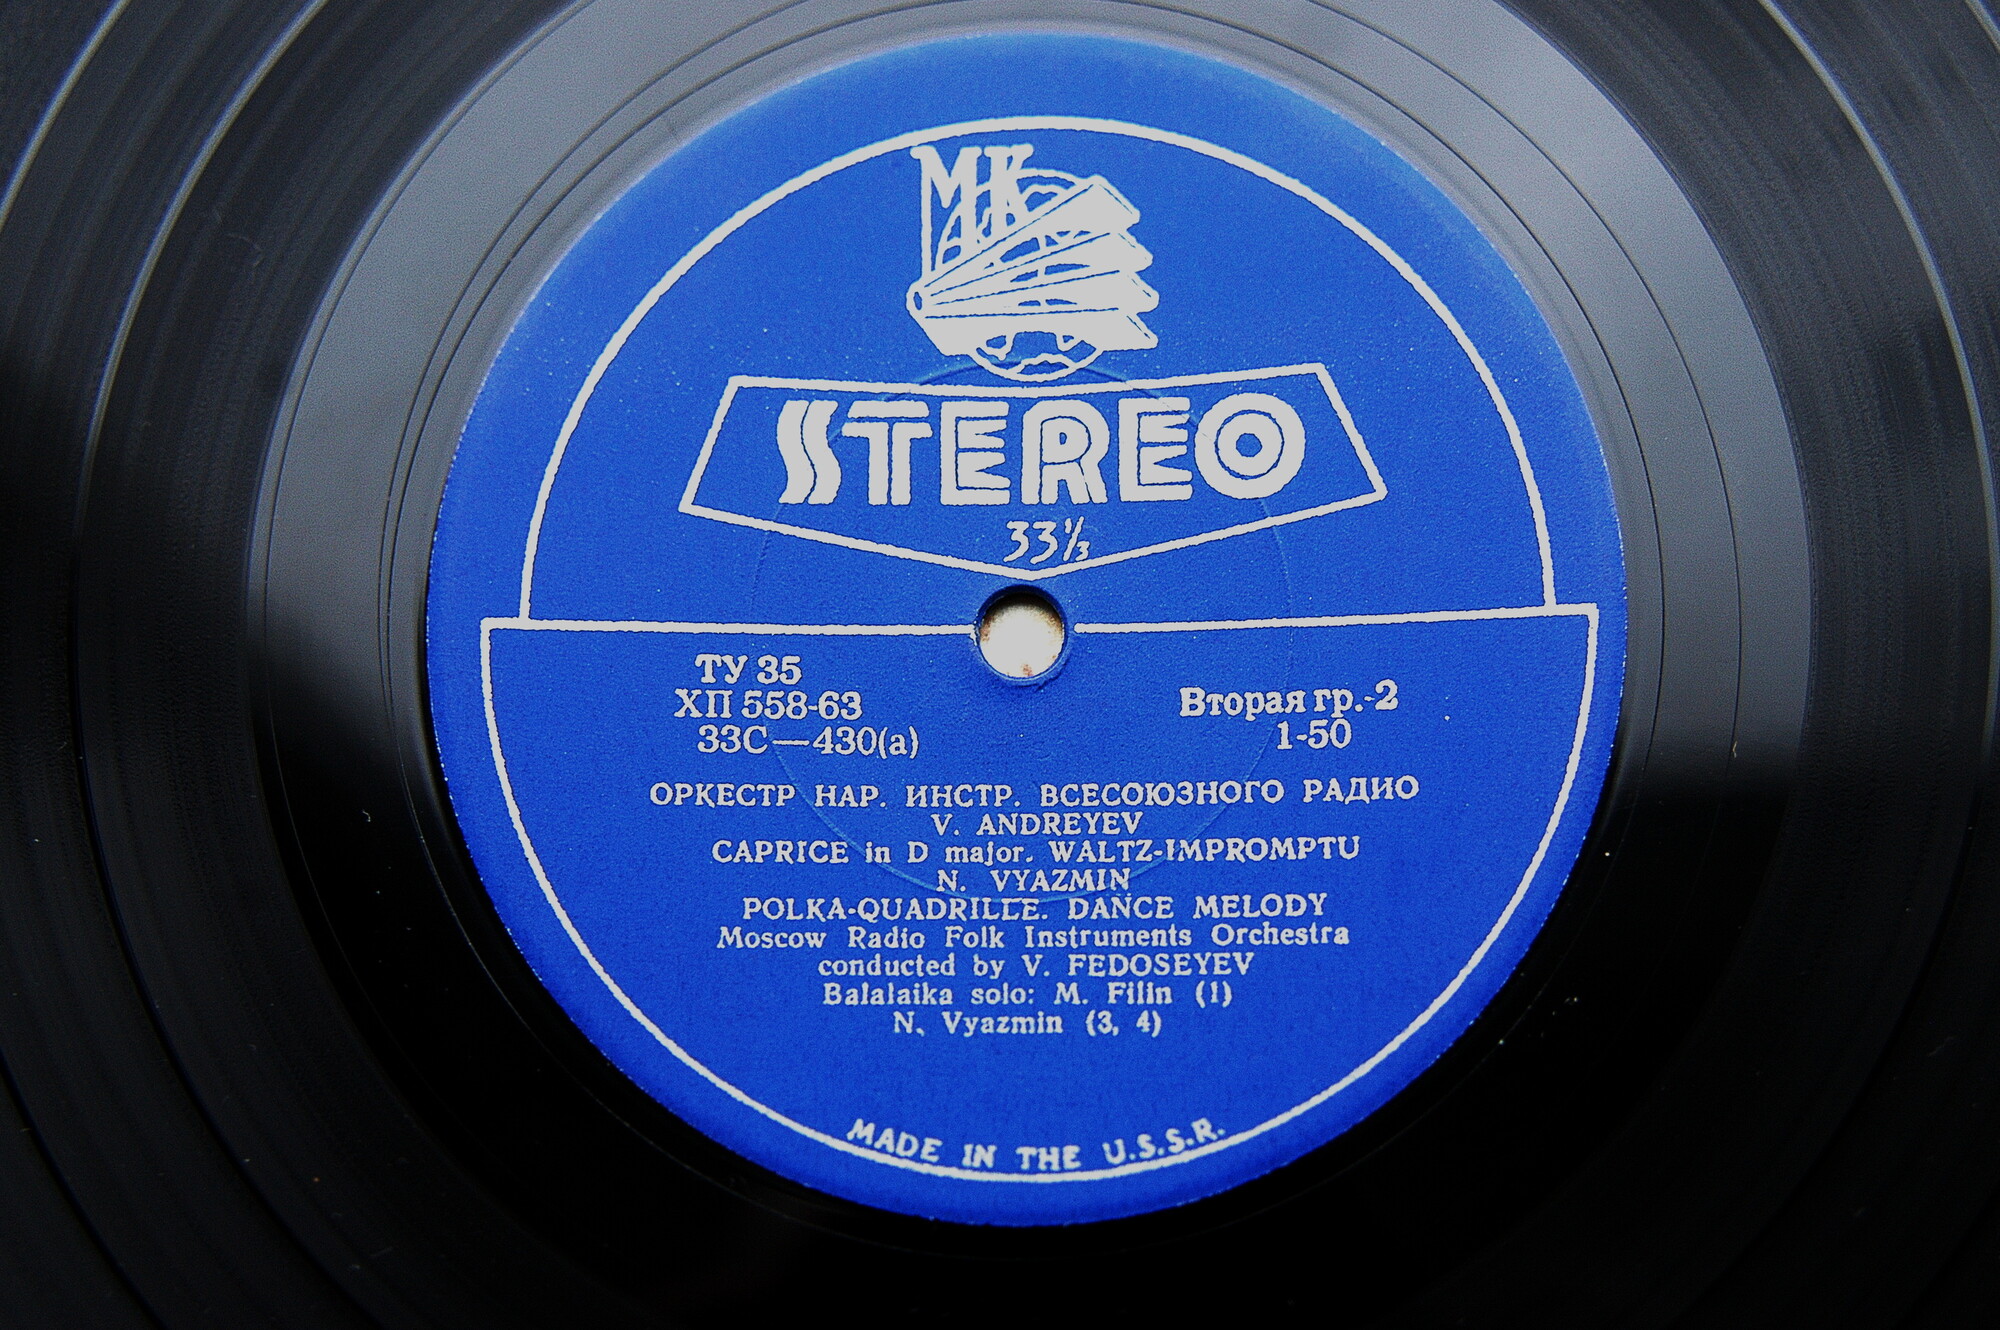 МК
STEREO
33⅓
ТУ 35
ХП 558-63
33С—430(а)
Вторая гр.-2
1-50
ОРКЕСТР НАР. ИНСТР. ВСЕСОЮЗНОГО РАДИО
V. ANDREYEV
CAPRICE in D major. WALTZ-IMPROMPTU
N. VYAZMIN
POLKA-QUADRILLE. DANCE MELODY
Moscow Radio Folk Instruments Orchestra
conducted by V. FEDOSEYEV
Balalaika solo: M. Filin (1)
N. Vyazmin (3, 4)
MADE IN THE U.S.S.R.